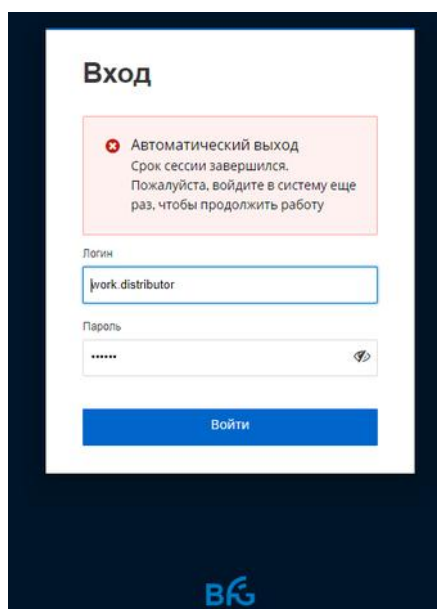 Вход
Автоматический выход
Срок сессии завершился.
Пожалуйста, войдите в систему еще
раз, чтобы продолжить работу
Логин
work.distributor
Пароль
••••••
Войти
BFG